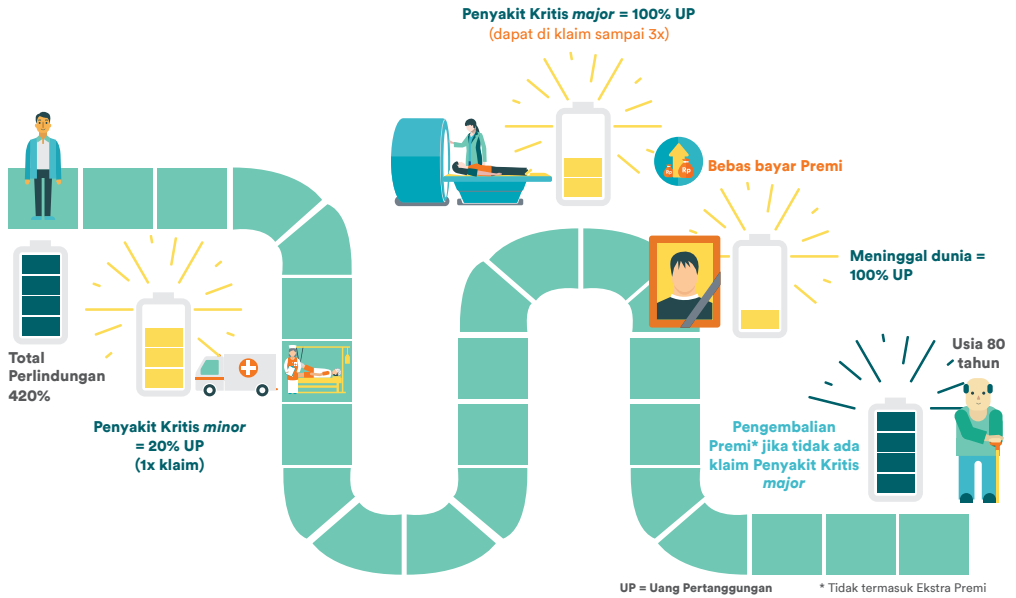 Penyakit Kritis major = 100% UP
(dapat di klaim sampai 3x)
Rp
Rp
Bebas bayar Premi
Meninggal dunia =
100% UP
Total
Perlindungan
420%
Penyakit Kritis minor
= 20% UP
(1x klaim)
Usia 80
tahun
Pengembalian
Premi* jika tidak ada
klaim Penyakit Kritis
major
UP = Uang Pertanggungan
* Tidak termasuk Ekstra Premi